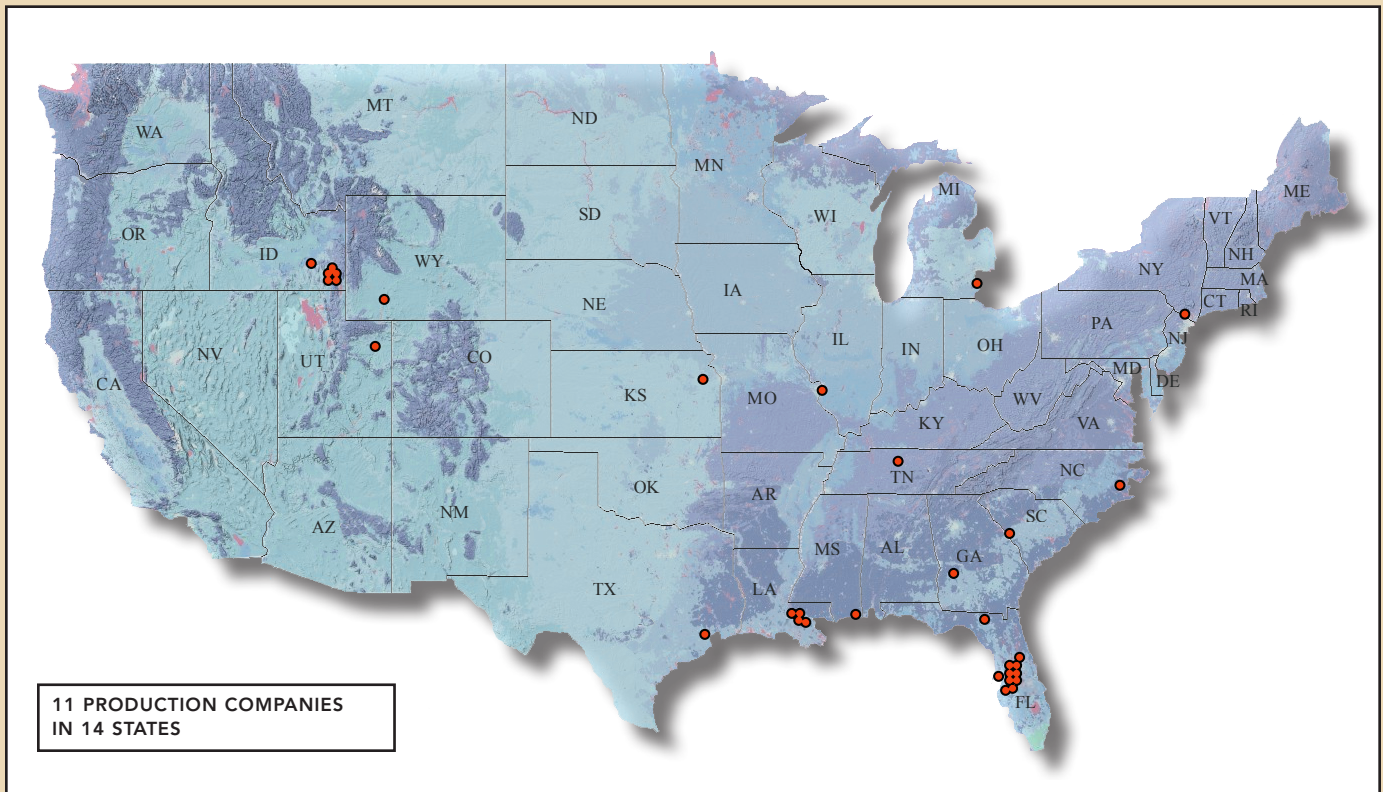 WA
MT
ND
MN
OR
ID
WY
SD
WI
MI
ME
VT
NH
NY
MA
CT
RI
NV
UT
CO
NE
IA
IL
IN
OH
PA
NJ
MD
DE
CA
KS
MO
KY
WV
VA
AZ
NM
OK
AR
TN
NC
SC
TX
LA
MS
AL
GA
FL
11 PRODUCTION COMPANIES
IN 14 STATES